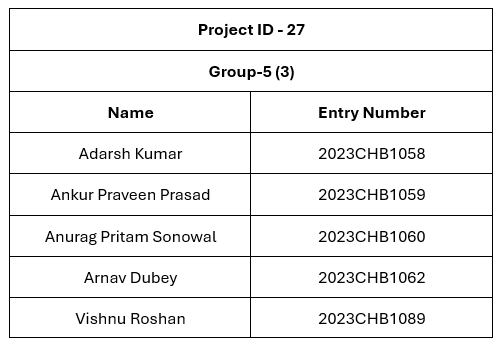 Project ID - 27
Group-5 (3)
Name Entry Number
Adarsh Kumar 2023CHB1058
Ankur Praveen Prasad 2023CHB1059
Anurag Pritam Sonowal 2023CHB1060
Arnav Dubey 2023CHB1062
Vishnu Roshan 2023CHB1089